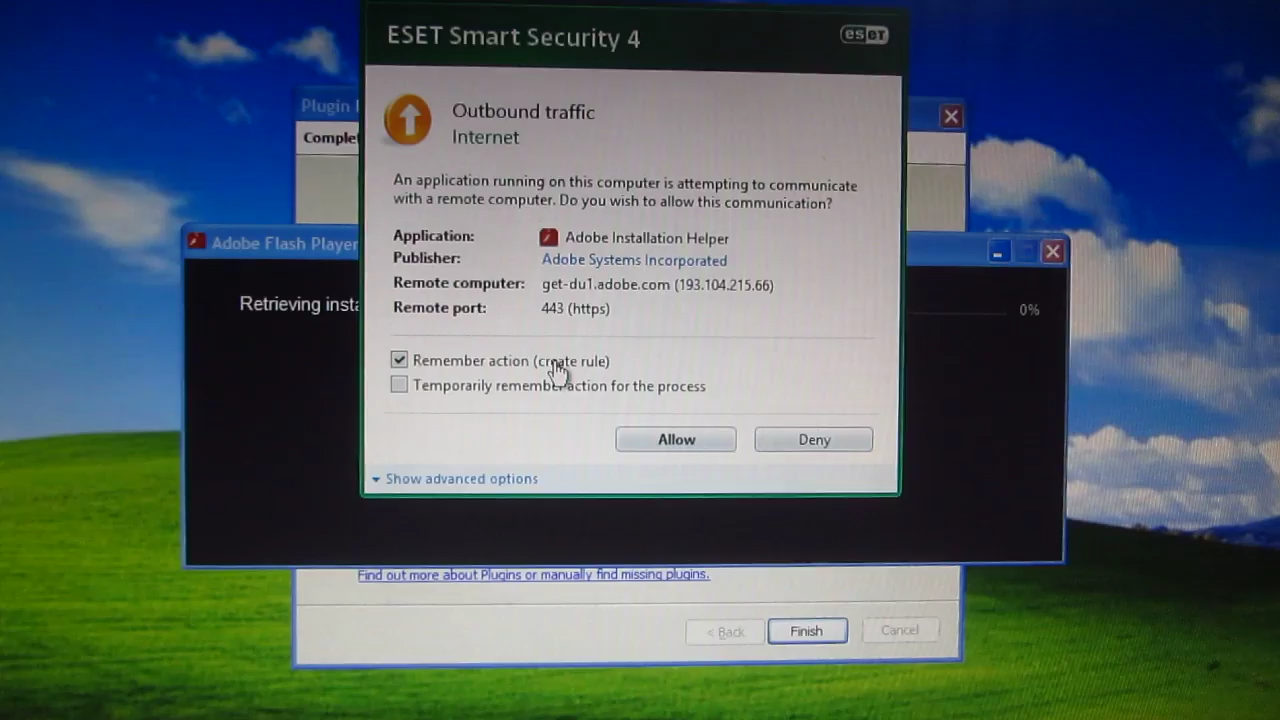 ESET Smart Security 4
eset
Plugin
Outbound traffic
Internet
Comple
An application running on this computer is attempting to communicate
with a remote computer. Do you wish to allow this communication?
Adobe Flash Player
Application: Adobe Installation Helper
Publisher: Adobe Systems Incorporated
Remote computer: get-du1.adobe.com (193.104.215.66)
Remote port: 443 (https)
Retrieving insta
0%
Remember action (create rule)
Temporarily remember action for the process
Allow Deny
Show advanced options
Find out more about Plugins or manually find missing plugins.
< Back Finish Cancel